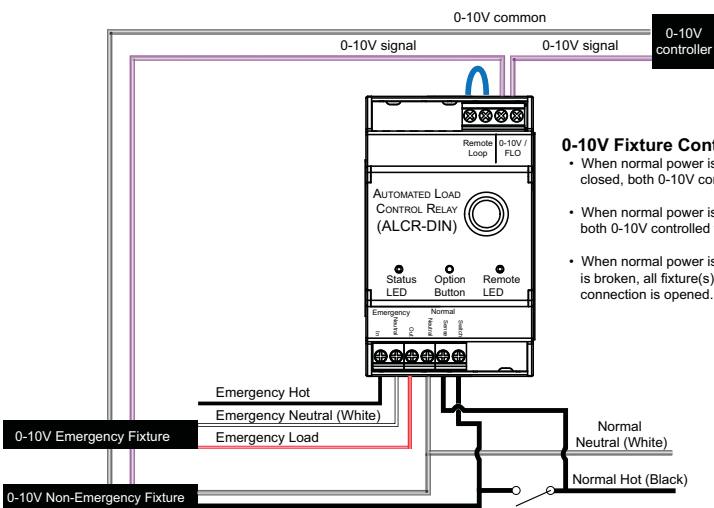 0-10V common
0-10V signal
0-10V signal
0-10V
controller
Remote
Loop
0-10V /
FLO
0-10V Fixture Cont
• When normal power is
closed, both 0-10V con
• When normal power is
both 0-10V controlled
• When normal power is
is broken, all fixture(s)
connection is opened.
AUTOMATED LOAD
CONTROL RELAY
(ALCR-DIN)
Status
LED
Option
Button
Remote
LED
Emergency
Normal
In
Neutral
Out
Neutral
Sense
Switch
Emergency Hot
Emergency Neutral (White)
Emergency Load
0-10V Emergency Fixture
Normal
Neutral (White)
Normal Hot (Black)
0-10V Non-Emergency Fixture